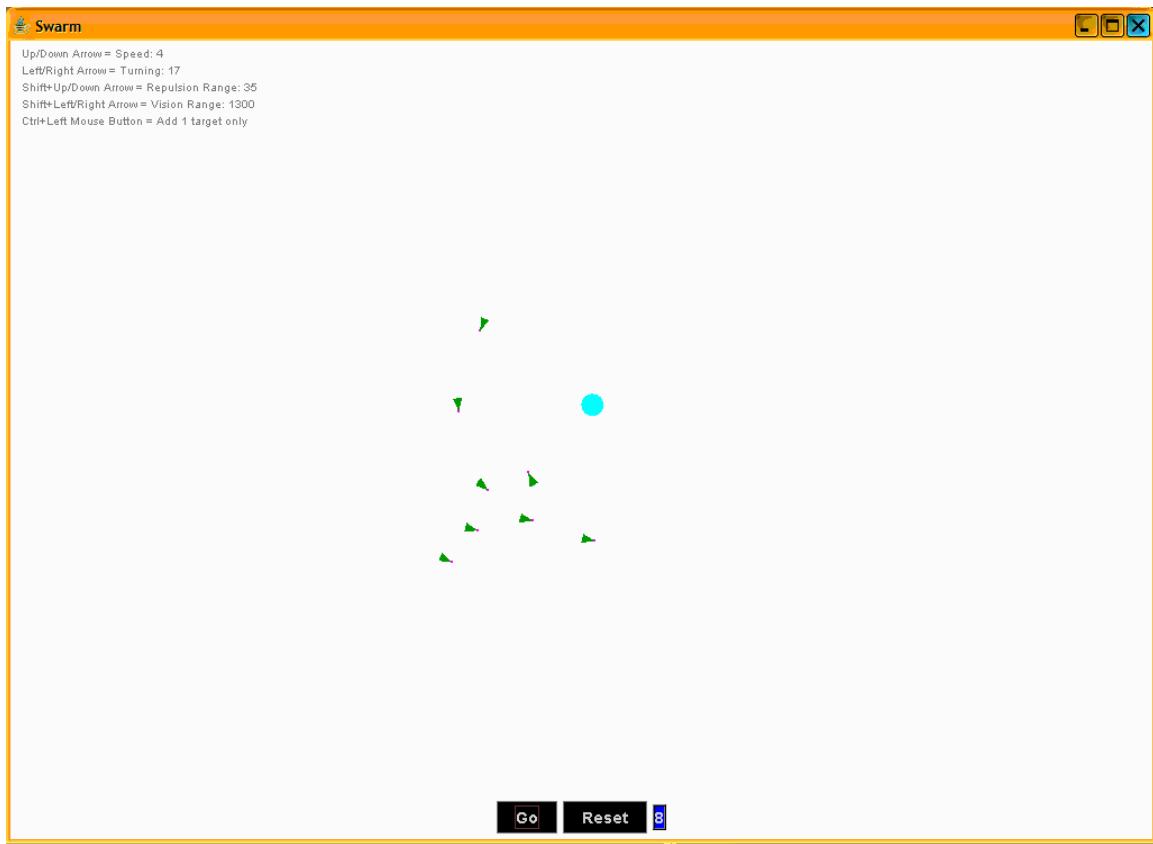 Swarm
Up/Down Arrow = Speed: 4
Left/Right Arrow = Turning: 17
Shift+Up/Down Arrow = Repulsion Range: 35
Shift+Left/Right Arrow = Vision Range: 1300
Ctrl+Left Mouse Button = Add 1 target only
Go Reset 8